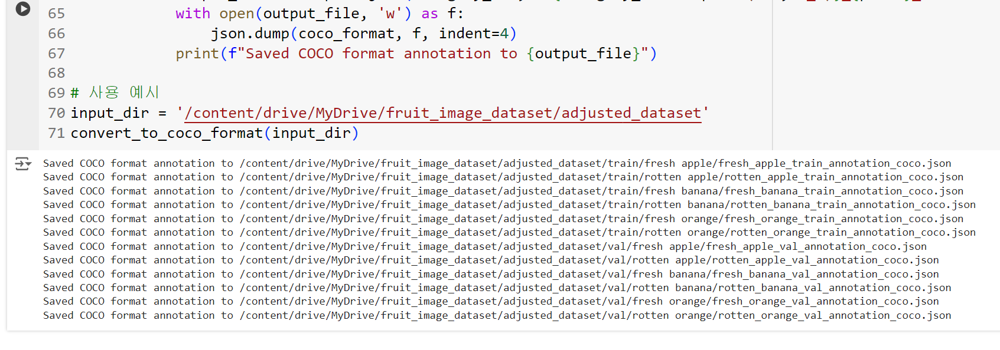 65 with open(output_file, 'w') as f:
66 json.dump(coco_format, f, indent=4)
67 print(f"Saved COCO format annotation to {output_file}")
68
69 # 사용 예시
70 input_dir = '/content/drive/MyDrive/fruit_image_dataset/adjusted_dataset'
71 convert_to_coco_format(input_dir)
Saved COCO format annotation to /content/drive/MyDrive/fruit_image_dataset/adjusted_dataset/train/fresh apple/fresh_apple_train_annotation_coco.json
Saved COCO format annotation to /content/drive/MyDrive/fruit_image_dataset/adjusted_dataset/train/rotten apple/rotten_apple_train_annotation_coco.json
Saved COCO format annotation to /content/drive/MyDrive/fruit_image_dataset/adjusted_dataset/train/fresh banana/fresh_banana_train_annotation_coco.json
Saved COCO format annotation to /content/drive/MyDrive/fruit_image_dataset/adjusted_dataset/train/rotten banana/rotten_banana_train_annotation_coco.json
Saved COCO format annotation to /content/drive/MyDrive/fruit_image_dataset/adjusted_dataset/train/fresh orange/fresh_orange_train_annotation_coco.json
Saved COCO format annotation to /content/drive/MyDrive/fruit_image_dataset/adjusted_dataset/train/rotten orange/rotten_orange_train_annotation_coco.json
Saved COCO format annotation to /content/drive/MyDrive/fruit_image_dataset/adjusted_dataset/val/fresh apple/fresh_apple_val_annotation_coco.json
Saved COCO format annotation to /content/drive/MyDrive/fruit_image_dataset/adjusted_dataset/val/rotten apple/rotten_apple_val_annotation_coco.json
Saved COCO format annotation to /content/drive/MyDrive/fruit_image_dataset/adjusted_dataset/val/fresh banana/fresh_banana_val_annotation_coco.json
Saved COCO format annotation to /content/drive/MyDrive/fruit_image_dataset/adjusted_dataset/val/rotten banana/rotten_banana_val_annotation_coco.json
Saved COCO format annotation to /content/drive/MyDrive/fruit_image_dataset/adjusted_dataset/val/fresh orange/fresh_orange_val_annotation_coco.json
Saved COCO format annotation to /content/drive/MyDrive/fruit_image_dataset/adjusted_dataset/val/rotten orange/rotten_orange_val_annotation_coco.json